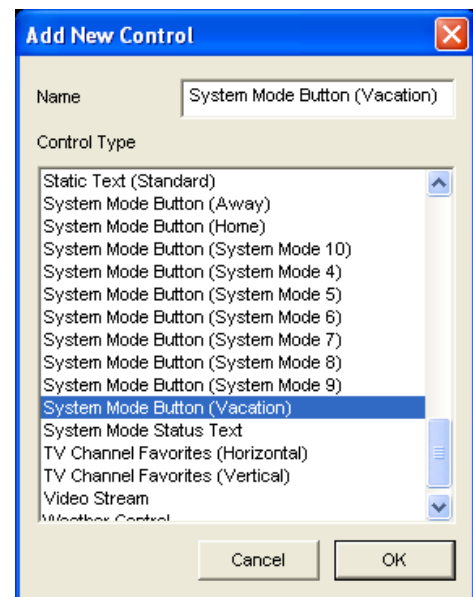 Add New Control
Name System Mode Button (Vacation)
Control Type
Static Text (Standard)
System Mode Button (Away)
System Mode Button (Home)
System Mode Button (System Mode 10)
System Mode Button (System Mode 4)
System Mode Button (System Mode 5)
System Mode Button (System Mode 6)
System Mode Button (System Mode 7)
System Mode Button (System Mode 8)
System Mode Button (System Mode 9)
System Mode Button (Vacation)
System Mode Status Text
TV Channel Favorites (Horizontal)
TV Channel Favorites (Vertical)
Video Stream
Weather Control
Cancel OK